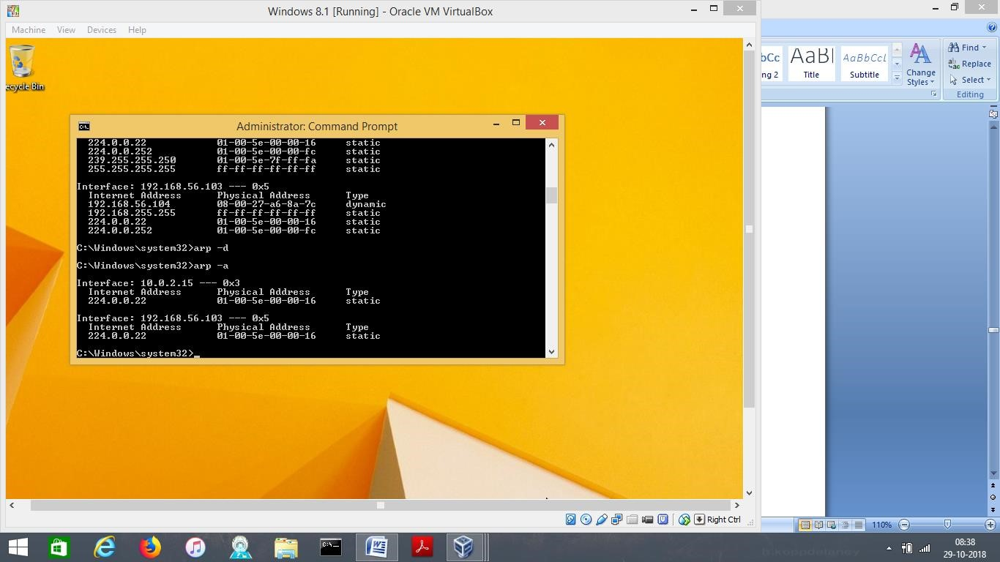 Windows 8.1 [Running] - Oracle VM VirtualBox
Machine View Devices Help
ecycle Bin
Administrator: Command Prompt
224.0.0.22 01-00-5e-00-00-16 static
224.0.0.252 01-00-5e-00-00-fc static
239.255.255.250 01-00-5e-7f-ff-fa static
255.255.255.255 ff-ff-ff-ff-ff-ff static
Interface: 192.168.56.103 --- 0x5
Internet Address Physical Address Type
192.168.56.104 08-00-27-a6-8a-7c dynamic
192.168.255.255 ff-ff-ff-ff-ff-ff static
224.0.0.22 01-00-5e-00-00-16 static
224.0.0.252 01-00-5e-00-00-fc static
C:\Windows\system32>arp -d
C:\Windows\system32>arp -a
Interface: 10.0.2.15 --- 0x3
Internet Address Physical Address Type
224.0.0.22 01-00-5e-00-00-16 static
Interface: 192.168.56.103 --- 0x5
Internet Address Physical Address Type
224.0.0.22 01-00-5e-00-00-16 static
C:\Windows\system32>_
Right Ctrl
bCc AaBl AaBbCcL
ng 2 Title Subtitle
Change
Styles
Find
Replace
Select
Editing
110%
b.koppdelaney
08:38
29-10-2018